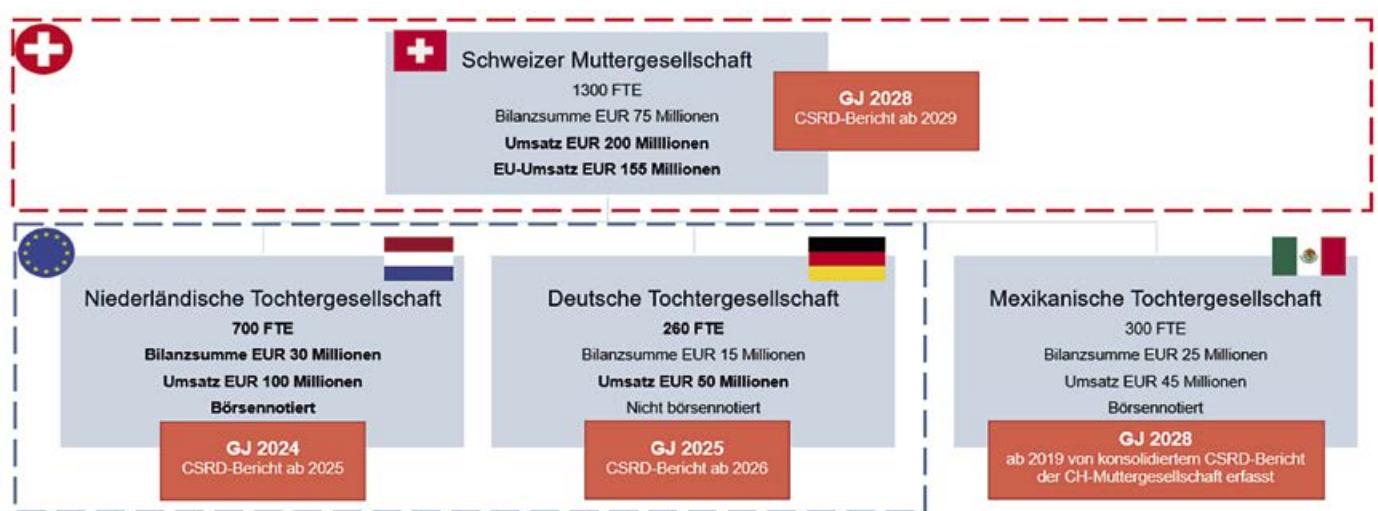 Schweizer Muttergesellschaft
1300 FTE
Bilanzsumme EUR 75 Millionen
Umsatz EUR 200 Milllionen
EU-Umsatz EUR 155 Millionen
GJ 2028
CSRD-Bericht ab 2029
Niederländische Tochtergesellschaft
700 FTE
Bilanzsumme EUR 30 Millionen
Umsatz EUR 100 Millionen
Börsennotiert
GJ 2024
CSRD-Bericht ab 2025
Deutsche Tochtergesellschaft
260 FTE
Bilanzsumme EUR 15 Millionen
Umsatz EUR 50 Millionen
Nicht börsennotiert
GJ 2025
CSRD-Bericht ab 2026
Mexikanische Tochtergesellschaft
300 FTE
Bilanzsumme EUR 25 Millionen
Umsatz EUR 45 Millionen
Börsennotiert
GJ 2028
ab 2019 von konsolidiertem CSRD-Bericht
der CH-Muttergesellschaft erfasst